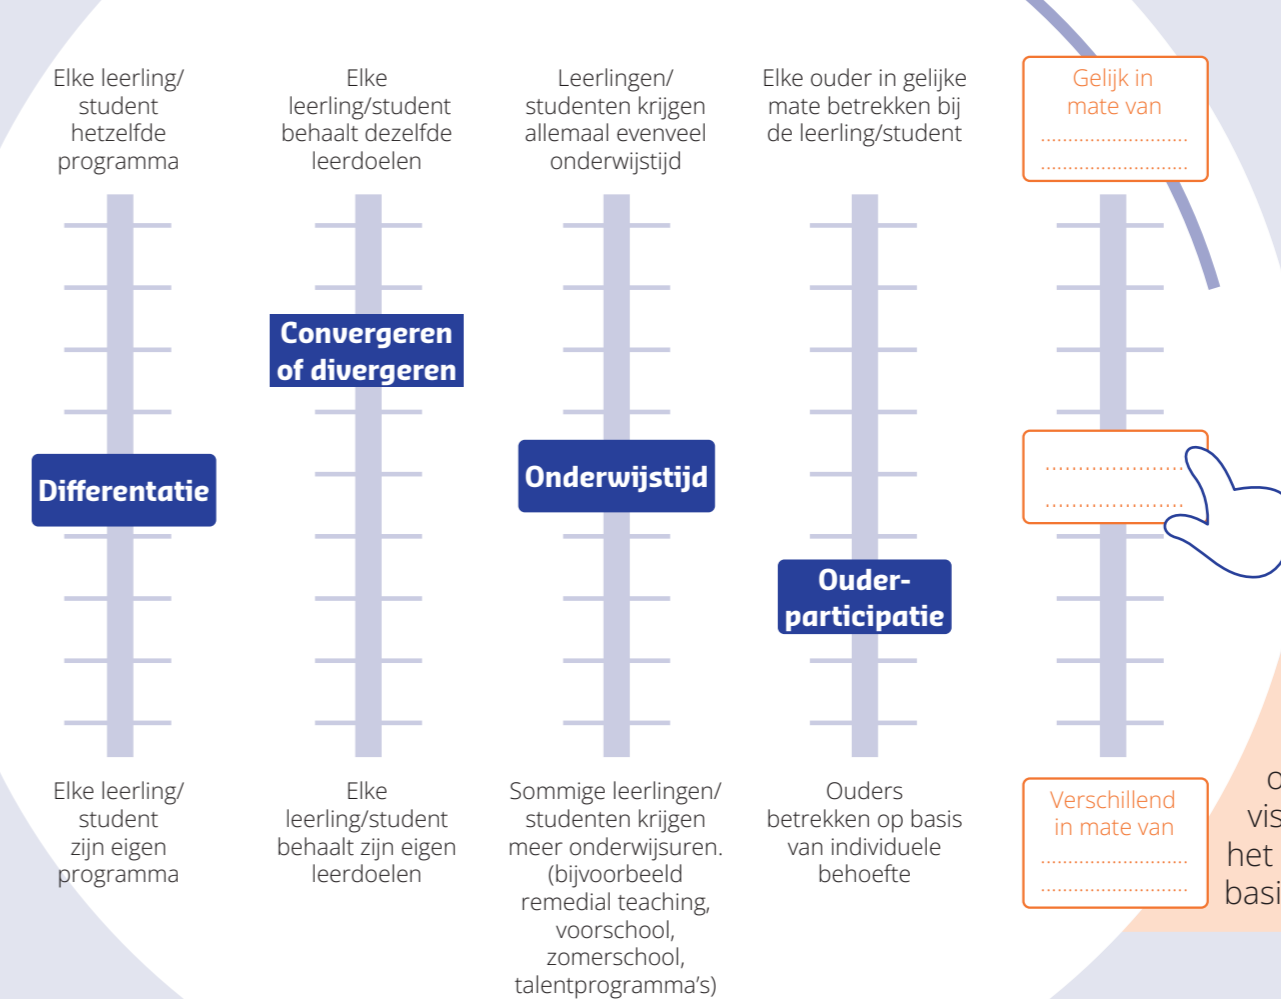 Elke leerling/
student
hetzelfde
programma
Elke
leerling/student
behaalt dezelfde
leerdoelen
Leerlingen/
studenten krijgen
allemaal evenveel
onderwijstijd
Elke ouder in gelijke
mate betrekken bij
de leerling/student
Gelijk in
mate van
............................
............................
Convergeren
of divergeren
Differentatie
Onderwijstijd
..........................
..........................
Ouder-
participatie
Elke leerling/
student
zijn eigen
programma
Elke
leerling/student
behaalt zijn eigen
leerdoelen
Sommige leerlingen/
studenten krijgen
meer onderwijsuren.
(bijvoorbeeld
remedial teaching,
voorschool,
zomerschool,
talentprogramma’s)
Ouders
betrekken op basis
van individuele
behoefte
Verschillend
in mate van
............................
............................
het